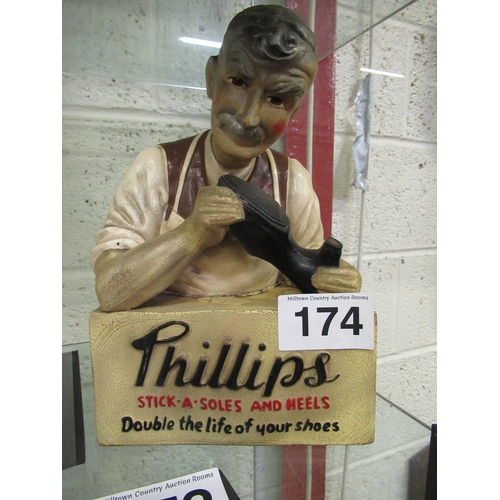 Milltown Country Auction Rooms
174
Phillips
STICK-A-SOLES AND HEELS
Double the life of your shoes
Milltown Country Auction Rooms